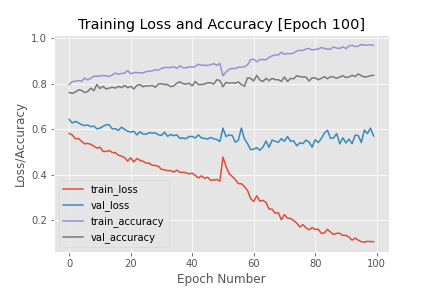 Training Loss and Accuracy [Epoch 100]
Loss/Accuracy
1.0
0.8
0.6
0.4
0.2
train_loss
val_loss
train_accuracy
val_accuracy
0 20 40 60 80 100
Epoch Number